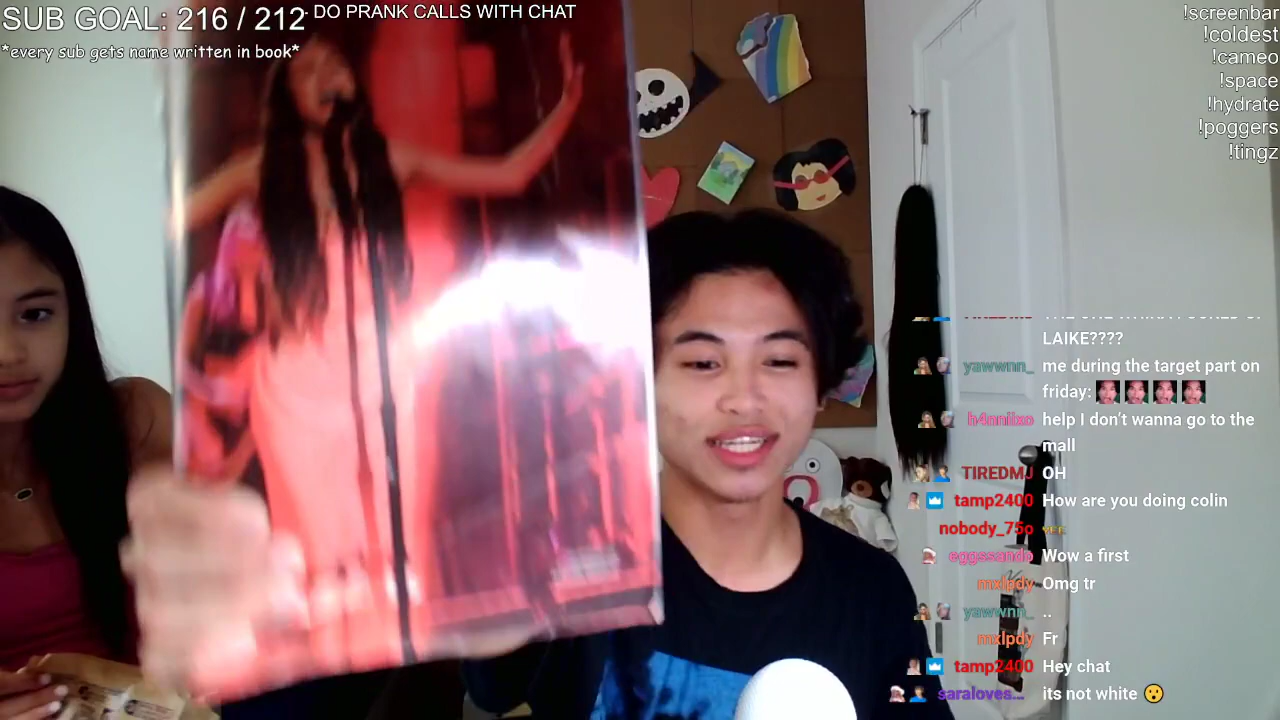 SUB GOAL: 216 / 212
DO PRANK CALLS WITH CHAT
*every sub gets name written in book*
!screenbar
!coldest
!cameo
!space
!hydrate
!poggers
!tingz
LAIKE????
yawwnn_ me during the target part on
friday:
h4nniixo help I don't wanna go to the
mall
TIREDMJ OH
tamp2400 How are you doing colin
nobody_75o
eggssando Wow a first
mxlpdy Omg tr
yawwnn_ ..
mxlpdy Fr
tamp2400 Hey chat
saraloves... its not white